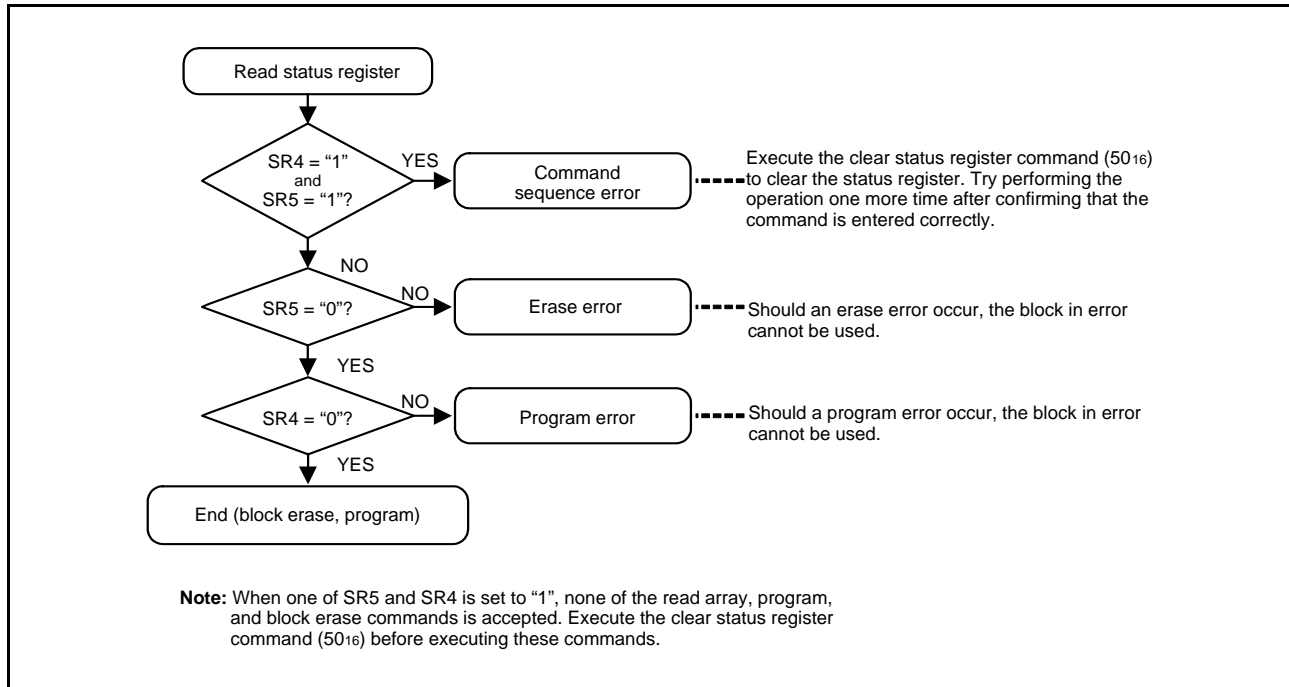 Read status register
SR4 = “1”
and
SR5 = “1”?
YES
Command
sequence error
Execute the clear status register command (5016)
to clear the status register. Try performing the
operation one more time after confirming that the
command is entered correctly.
NO
SR5 = “0”?
NO
Erase error
Should an erase error occur, the block in error
cannot be used.
YES
SR4 = “0”?
NO
Program error
Should a program error occur, the block in error
cannot be used.
YES
End (block erase, program)
Note: When one of SR5 and SR4 is set to “1”, none of the read array, program,
and block erase commands is accepted. Execute the clear status register
command (5016) before executing these commands.